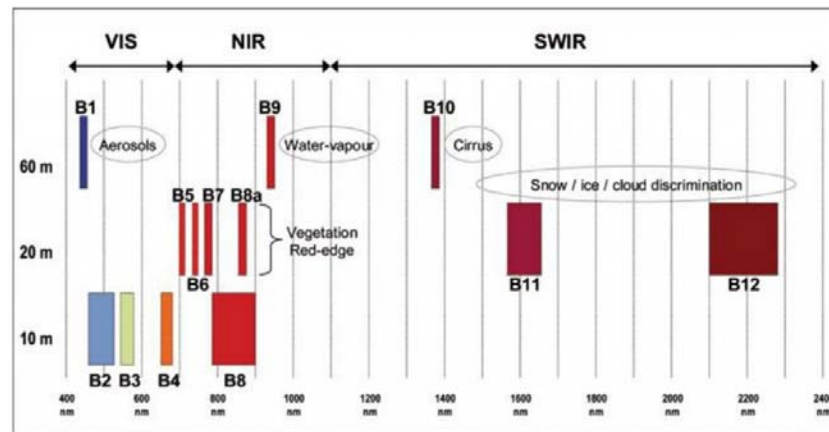 VIS NIR SWIR
B1 B9 B10
Aerosols Water-vapour Cirrus
60 m
Snow / ice / cloud discrimination
B5 B7 B8a
Vegetation
Red-edge
20 m
B6 B11 B12
10 m
B2 B3 B4 B8
400 600 800 1000 1200 1400 1600 1800 2000 2200 240
nm nm nm nm nm nm nm nm nm nm nm